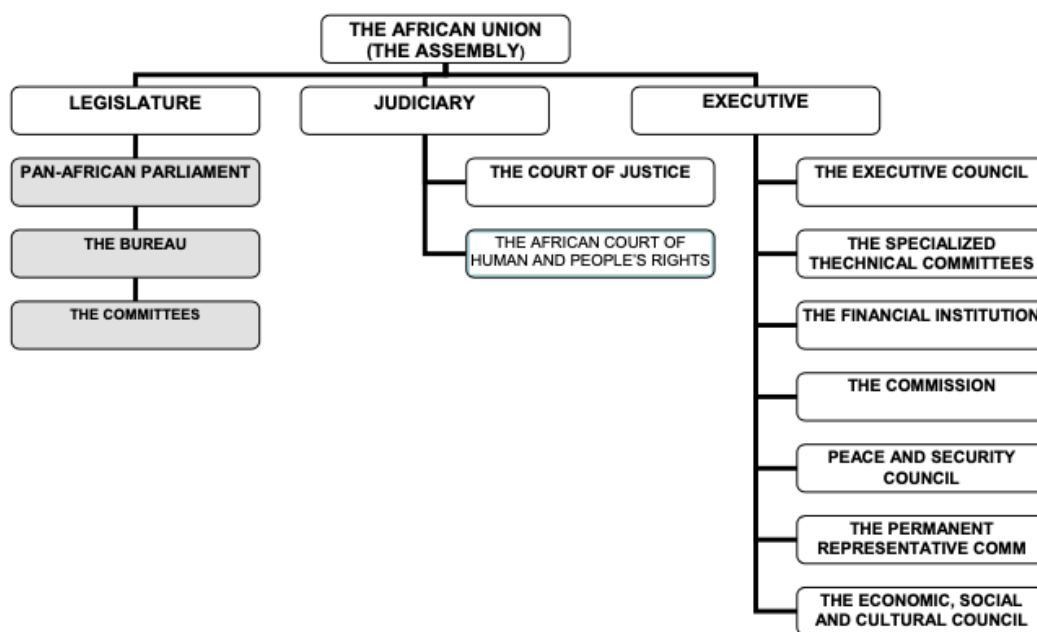 THE AFRICAN UNION
(THE ASSEMBLY)
LEGISLATURE
JUDICIARY
EXECUTIVE
PAN-AFRICAN PARLIAMENT
THE BUREAU
THE COMMITTEES
THE COURT OF JUSTICE
THE AFRICAN COURT OF
HUMAN AND PEOPLE'S RIGHTS
THE EXECUTIVE COUNCIL
THE SPECIALIZED
THECHNICAL COMMITTEES
THE FINANCIAL INSTITUTION
THE COMMISSION
PEACE AND SECURITY
COUNCIL
THE PERMANENT
REPRESENTATIVE COMM
THE ECONOMIC, SOCIAL
AND CULTURAL COUNCIL